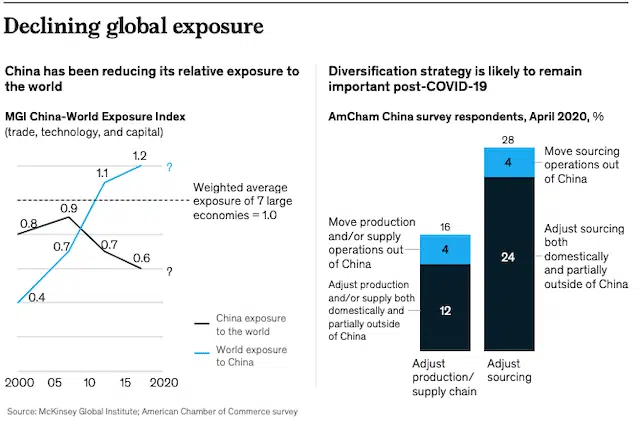 Declining global exposure
China has been reducing its relative exposure to
the world
MGI China-World Exposure Index
(trade, technology, and capital)
1.2
?
1.1
Weighted average
exposure of 7 large
economies = 1.0
0.9
0.8
0.7
0.7
0.6
?
0.4
China exposure
to the world
World exposure
to China
2000 05 10 15 2020
Diversification strategy is likely to remain
important post-COVID-19
AmCham China survey respondents, April 2020, %
28
4
Move sourcing
operations out
of China
16
Move production
and/or supply
operations out
of China
4
24
Adjust sourcing
both
domestically
and partially
outside of China
Adjust production
and/or supply both
domestically and
partially outside
of China
12
Adjust
production/
supply chain
Adjust
sourcing
Source: McKinsey Global Institute; American Chamber of Commerce survey